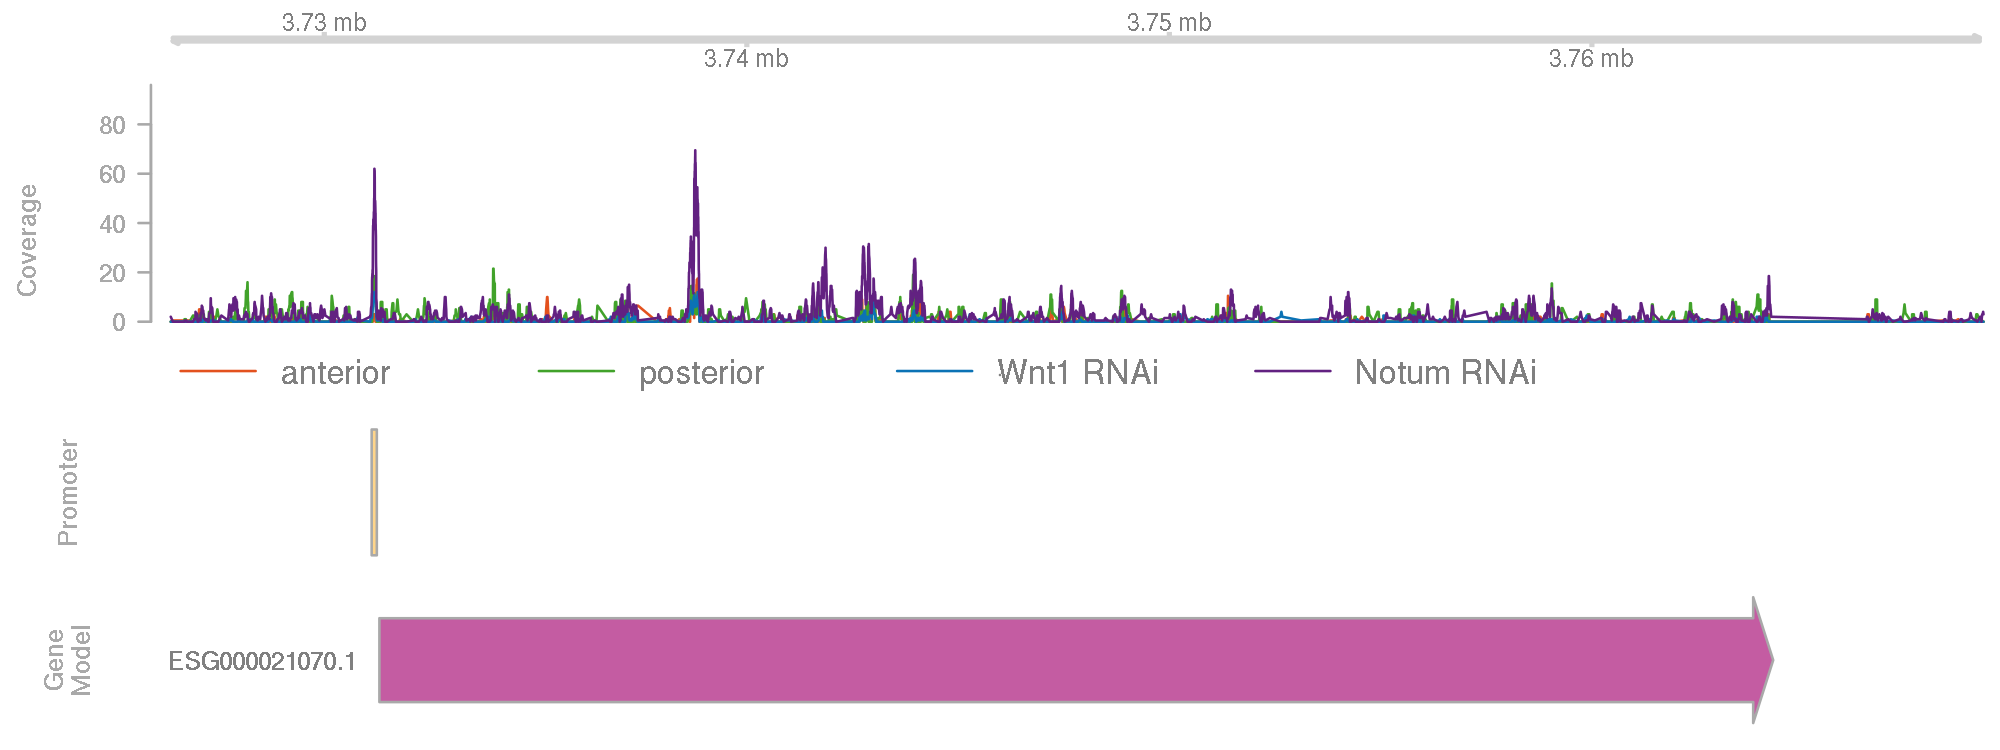 3.73 mb
3.75 mb
3.74 mb
3.76 mb
Coverage
80
60
40
20
0
anterior
posterior
Wnt1 RNAi
Notum RNAi
Promoter
Gene
Model
ESG000021070.1